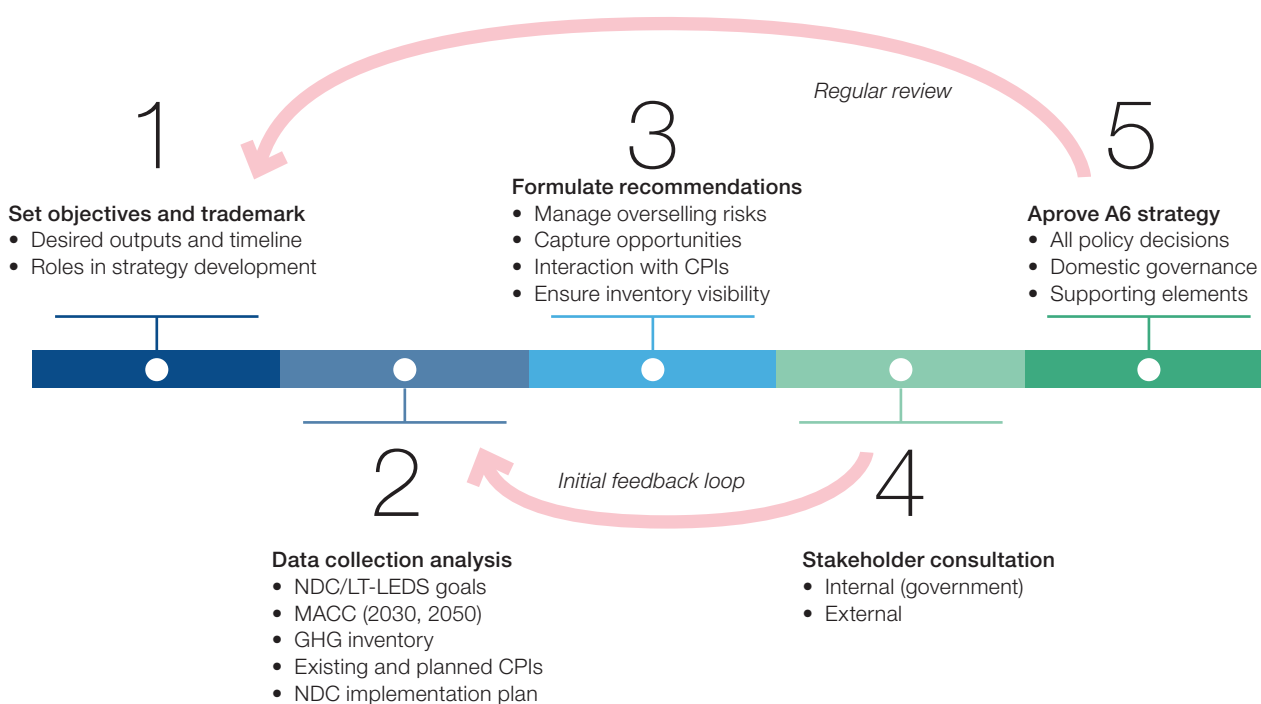 Regular review
1
Set objectives and trademark
• Desired outputs and timeline
• Roles in strategy development
3
Formulate recommendations
• Manage overselling risks
• Capture opportunities
• Interaction with CPIs
• Ensure inventory visibility
5
Aprove A6 strategy
• All policy decisions
• Domestic governance
• Supporting elements
2
Data collection analysis
• NDC/LT-LEDS goals
• MACC (2030, 2050)
• GHG inventory
• Existing and planned CPIs
• NDC implementation plan
Initial feedback loop
4
Stakeholder consultation
• Internal (government)
• External